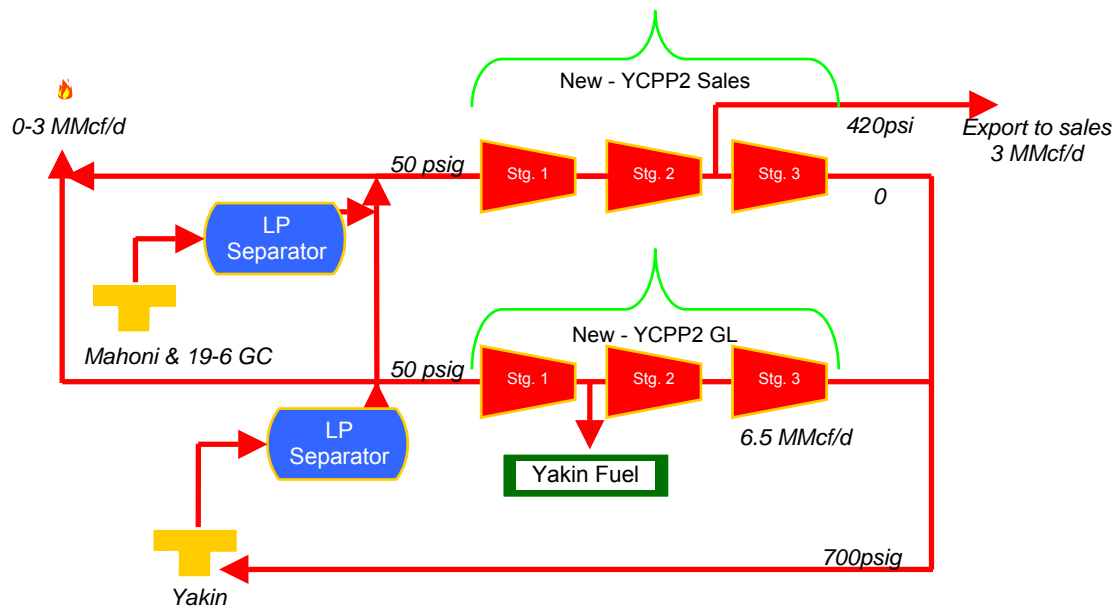 New - YCPP2 Sales
0-3 MMcf/d
420psi
Export to sales
3 MMcf/d
50 psig
Stg. 1
Stg. 2
Stg. 3
0
LP
Separator
Mahoni & 19-6 GC
New - YCPP2 GL
50 psig
Stg. 1
Stg. 2
Stg. 3
6.5 MMcf/d
LP
Separator
Yakin Fuel
700psig
Yakin